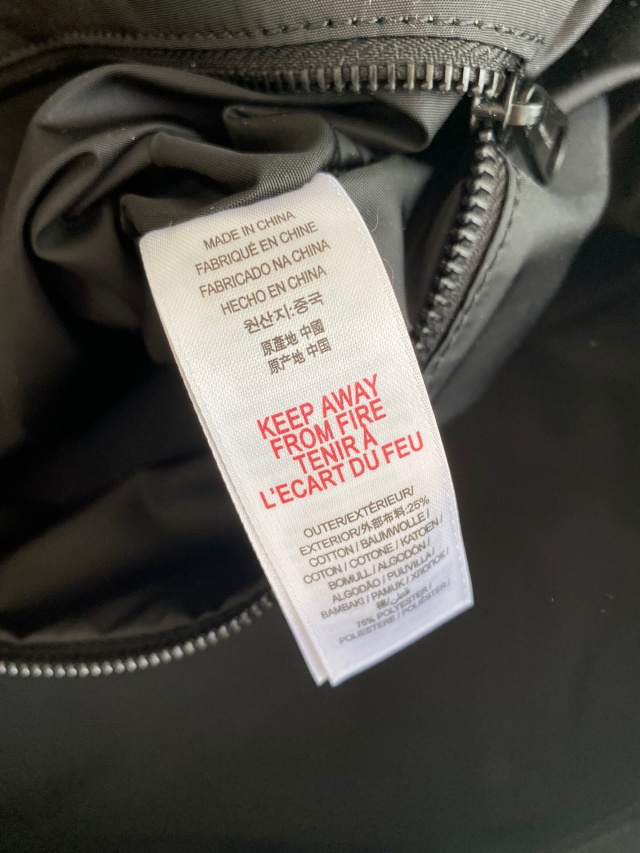 MADE IN CHINA
FABRIQUÉ EN CHINE
FABRICADO NA CHINA
HECHO EN CHINA
원산지:중국
原產地 中國
原产地 中国
KEEP AWAY
FROM FIRE
TENIR À
L'ECART DU FEU
OUTER/EXTÉRIEUR/
EXTERIOR/外部布料:25%
COTTON / BAUMWOLLE /
COTON / COTONE / KATOEN /
BOMULL / ALGODÓN /
ALGODÃO / PUUVILLA /
BAMBAKI / PAMUK / ХЛОПОК /
棉/ قطن /
75% POLYESTER /
POLIESTERE / POLIÉSTER /